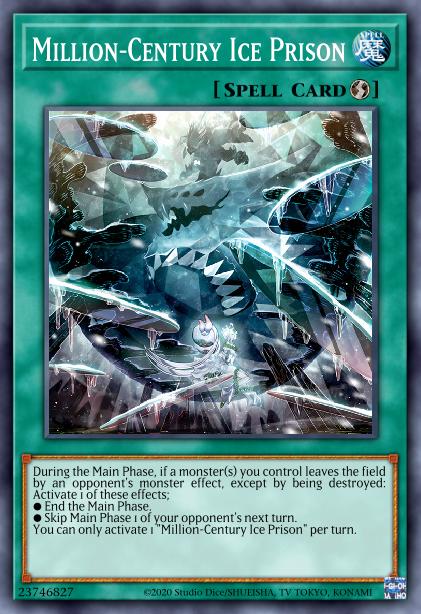 Million-Century Ice Prison
SPELL
魔
[Spell Card]
During the Main Phase, if a monster(s) you control leaves the field
by an opponent's monster effect, except by being destroyed:
Activate 1 of these effects;
● End the Main Phase.
● Skip Main Phase 1 of your opponent's next turn.
You can only activate 1 "Million-Century Ice Prison" per turn.
23746827
©2020 Studio Dice/SHUEISHA, TV TOKYO, KONAMI